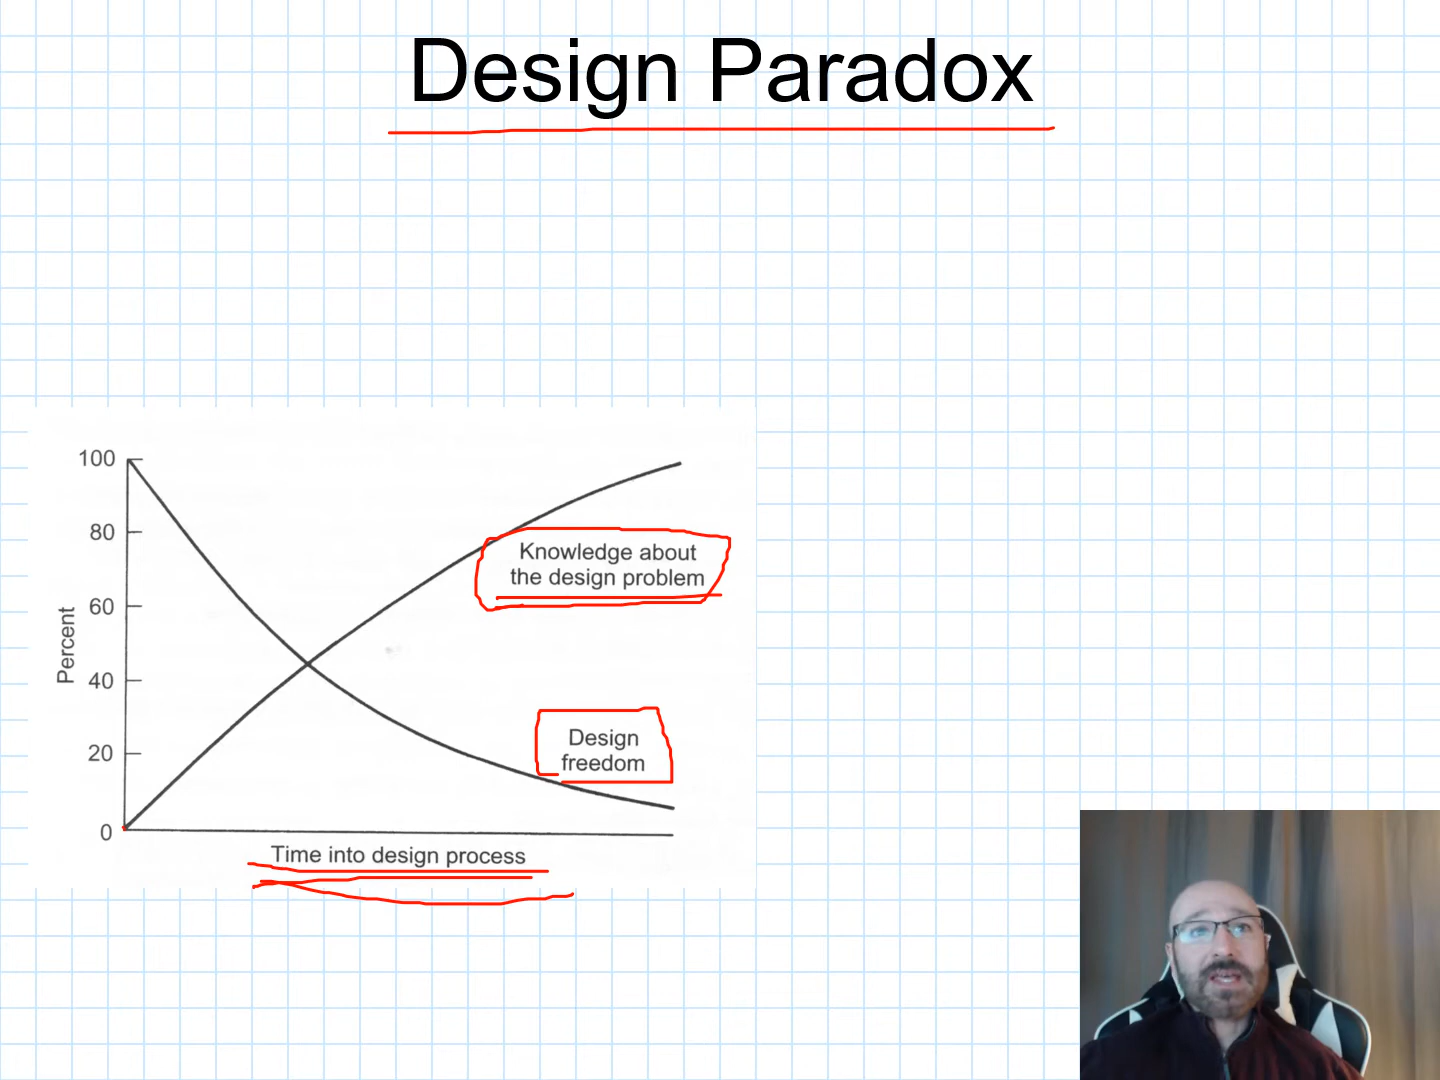 Design Paradox
100
80
60
40
20
0
Percent
Knowledge about
the design problem
Design
freedom
Time into design process